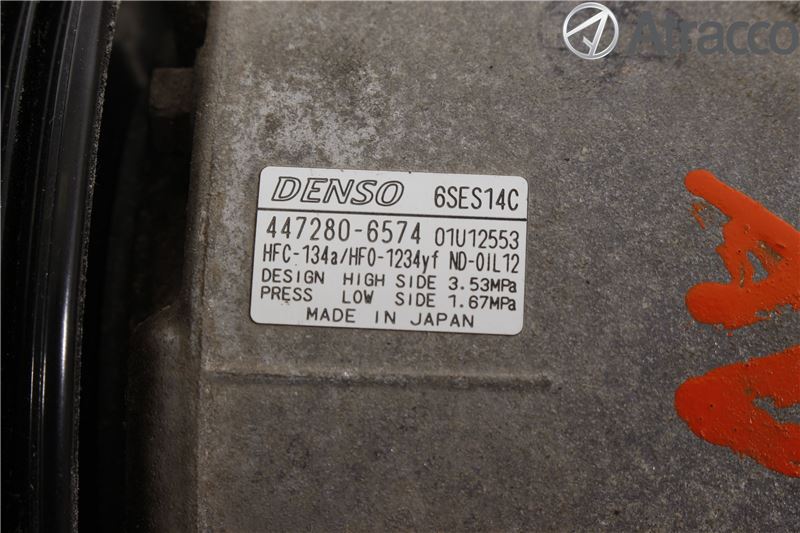 Atracco
DENSO 6SES14C
447280-6574 01U12553
HFC-134a/HFO-1234yf ND-OIL12
DESIGN HIGH SIDE 3.53MPa
PRESS LOW SIDE 1.67MPa
MADE IN JAPAN